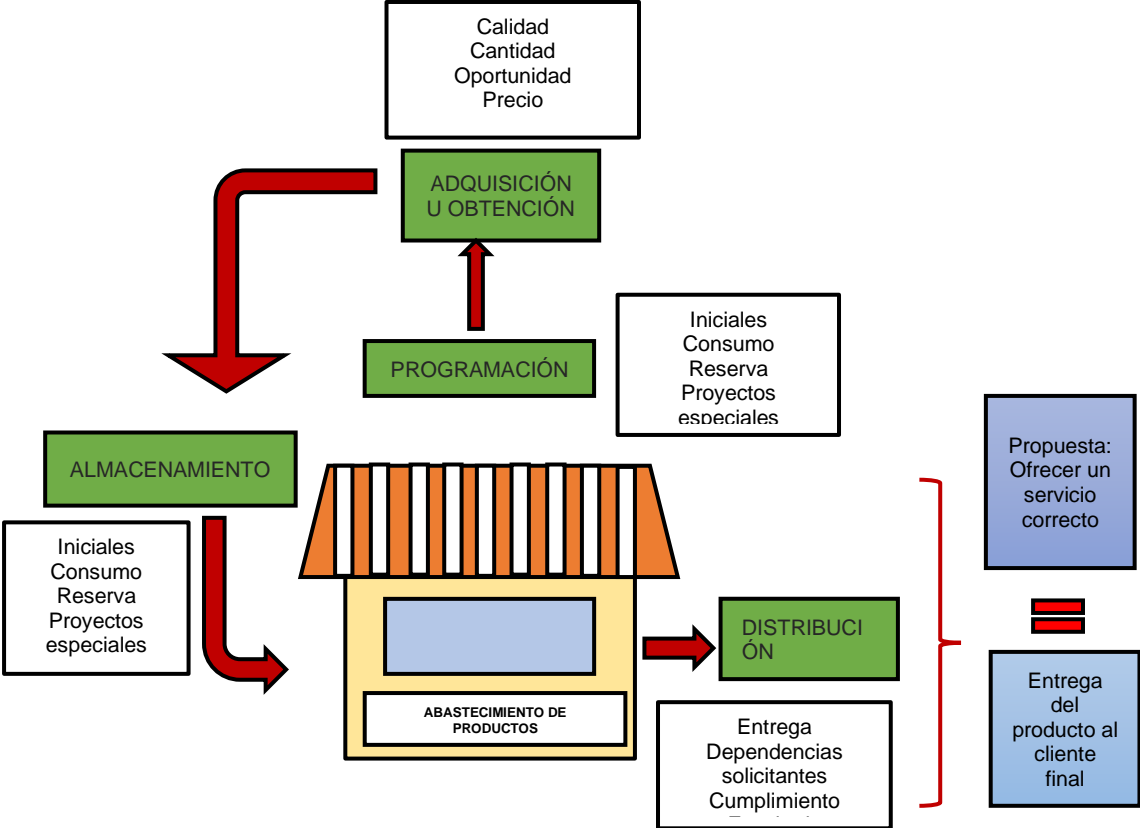 Calidad
Cantidad
Oportunidad
Precio
ADQUISICIÓN
U OBTENCIÓN
Iniciales
Consumo
Reserva
Proyectos
especiales
PROGRAMACIÓN
ALMACENAMIENTO
Iniciales
Consumo
Reserva
Proyectos
especiales
ABASTECIMIENTO DE
PRODUCTOS
DISTRIBUCI
ÓN
Entrega
Dependencias
solicitantes
Cumplimiento
Propuesta:
Ofrecer un
servicio
correcto
Entrega
del
producto al
cliente
final